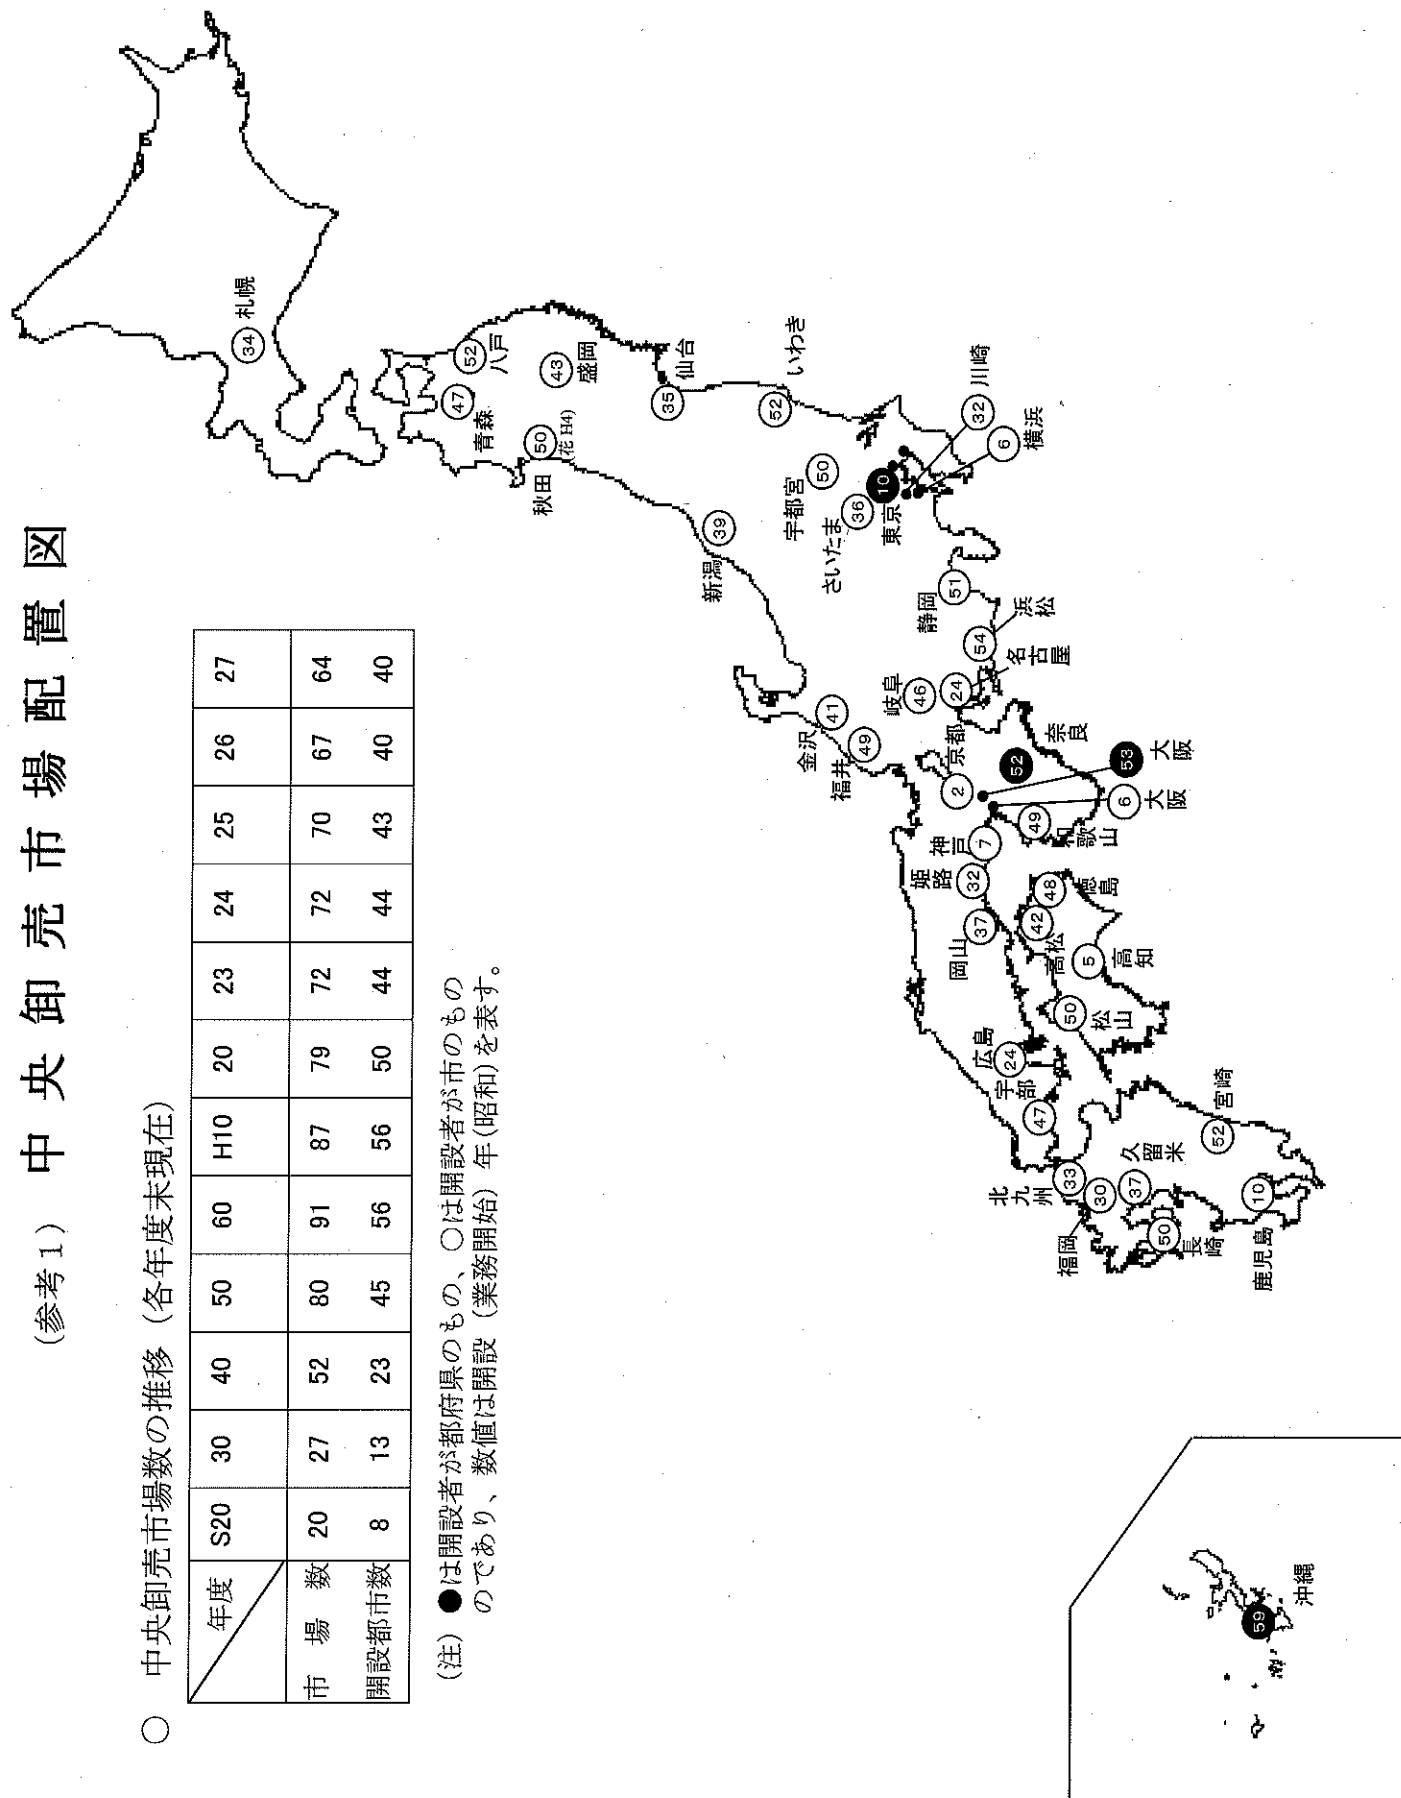 (参考1) 中央卸売市場配置図
○ 中央卸売市場数の推移(各年度末現在)
年度 S20 30 40 50 60 H10 20 23 24 25 26 27
市場数 20 27 52 80 91 87 79 72 72 70 67 64
開設都市数 8 13 23 45 56 56 50 44 44 43 40 40
(注)●は開設者が都府県のもの、○は開設者が市のもの
のであり、数値は開設(業務開始)年(昭和)を表す。
34 札幌
47 青森
52 八戸
50 秋田
(花 H4)
43 盛岡
35 仙台
52 いわき
39 新潟
50 宇都宮
36 さいたま
10 東京
32 川崎
6 横浜
51 静岡
54 浜松
24 名古屋
46 岐阜
41 金沢
49 福井
2 京都
52 奈良
53 大阪
6 大阪
49 和歌山
7 神戸
32 姫路
37 岡山
48 徳島
42 高松
5 高知
50 松山
24 広島
47 宇部
33 北九州
30 福岡
37 久留米
50 長崎
52 宮崎
10 鹿児島
59 沖縄